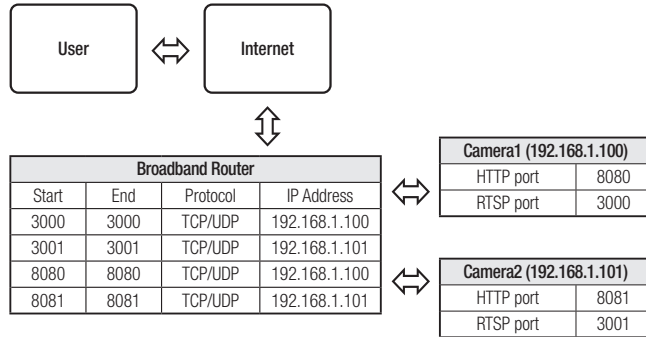 User
Internet
Broadband Router
Start End Protocol IP Address
3000 3000 TCP/UDP 192.168.1.100
3001 3001 TCP/UDP 192.168.1.101
8080 8080 TCP/UDP 192.168.1.100
8081 8081 TCP/UDP 192.168.1.101
Camera1 (192.168.1.100)
HTTP port 8080
RTSP port 3000
Camera2 (192.168.1.101)
HTTP port 8081
RTSP port 3001